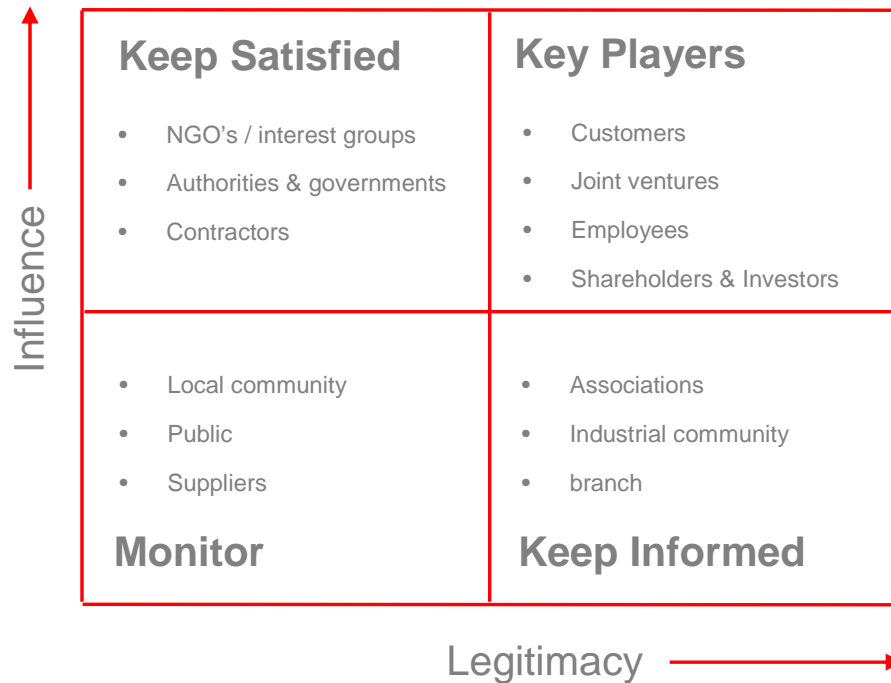 Keep Satisfied
• NGO’s / interest groups
• Authorities & governments
• Contractors
Key Players
• Customers
• Joint ventures
• Employees
• Shareholders & Investors
Influence
• Local community
• Public
• Suppliers
Monitor
• Associations
• Industrial community
• branch
Keep Informed
Legitimacy